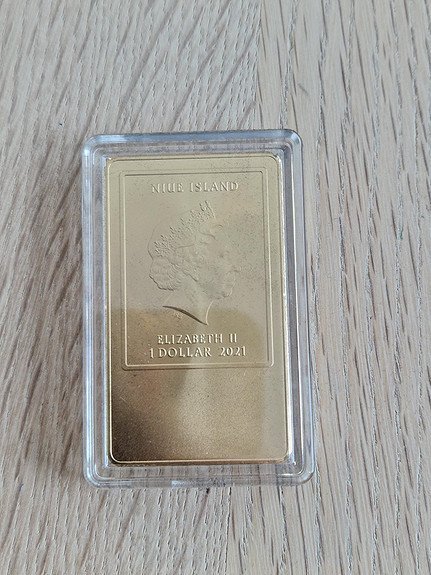 NIUE ISLAND
ELIZABETH II
1 DOLLAR 2021